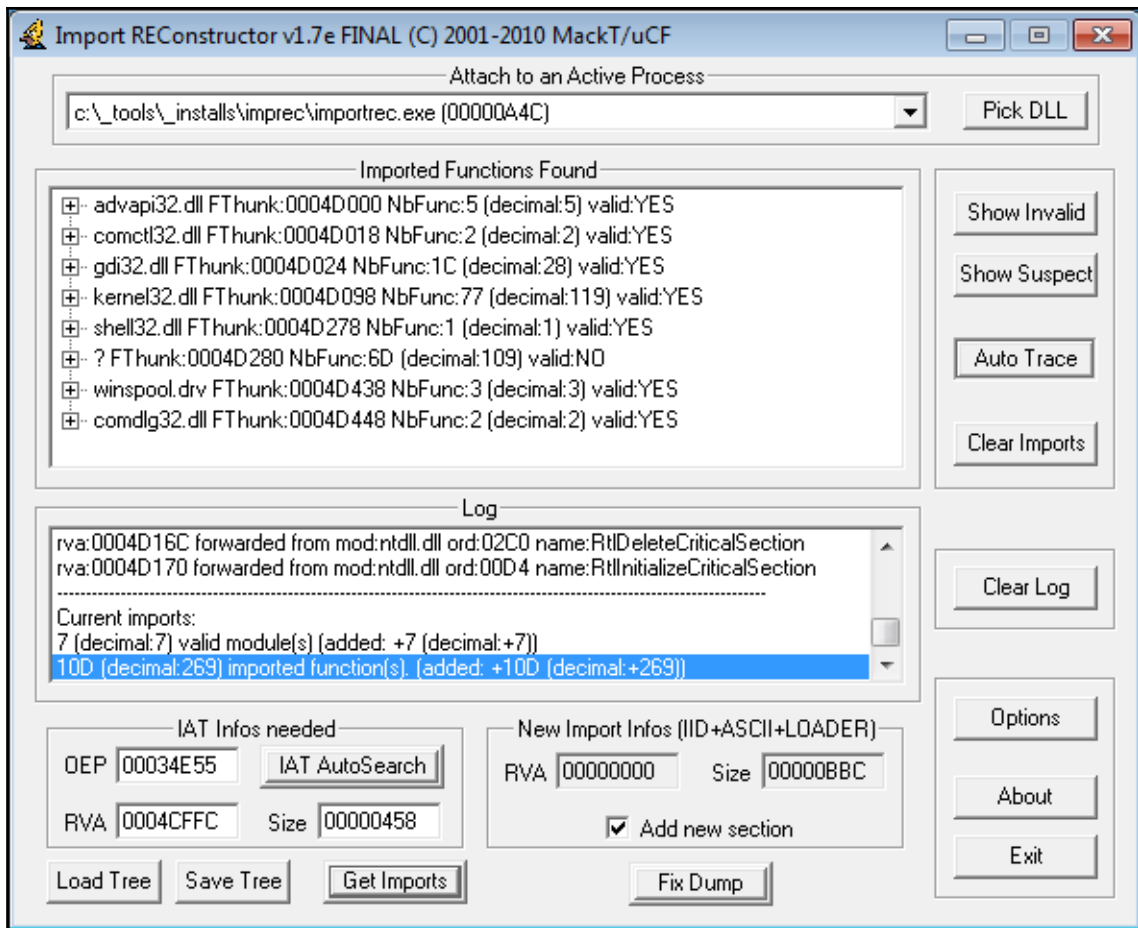 Import REConstructor v1.7e FINAL (C) 2001-2010 MackT/uCF
Attach to an Active Process
c:\_tools\_installs\imprec\importrec.exe (00000A4C)
Pick DLL
Imported Functions Found
advapi32.dll FThunk:0004D000 NbFunc:5 (decimal:5) valid:YES
comctl32.dll FThunk:0004D018 NbFunc:2 (decimal:2) valid:YES
gdi32.dll FThunk:0004D024 NbFunc:1C (decimal:28) valid:YES
kernel32.dll FThunk:0004D098 NbFunc:77 (decimal:119) valid:YES
shell32.dll FThunk:0004D278 NbFunc:1 (decimal:1) valid:YES
? FThunk:0004D280 NbFunc:6D (decimal:109) valid:NO
winspool.drv FThunk:0004D438 NbFunc:3 (decimal:3) valid:YES
comdlg32.dll FThunk:0004D448 NbFunc:2 (decimal:2) valid:YES
Show Invalid
Show Suspect
Auto Trace
Clear Imports
Log
rva:0004D16C forwarded from mod:ntdll.dll ord:02C0 name:RtlDeleteCriticalSection
rva:0004D170 forwarded from mod:ntdll.dll ord:00D4 name:RtlInitializeCriticalSection
---------------------------------------------------------------------------------------------------
Current imports:
7 (decimal:7) valid module(s) (added: +7 (decimal:+7))
10D (decimal:269) imported function(s). (added: +10D (decimal:+269))
Clear Log
IAT Infos needed
OEP 00034E55 IAT AutoSearch
RVA 0004CFFC Size 00000458
New Import Infos (IID+ASCII+LOADER)
RVA 00000000 Size 00000BBC
Add new section
Options
About
Exit
Load Tree Save Tree Get Imports Fix Dump